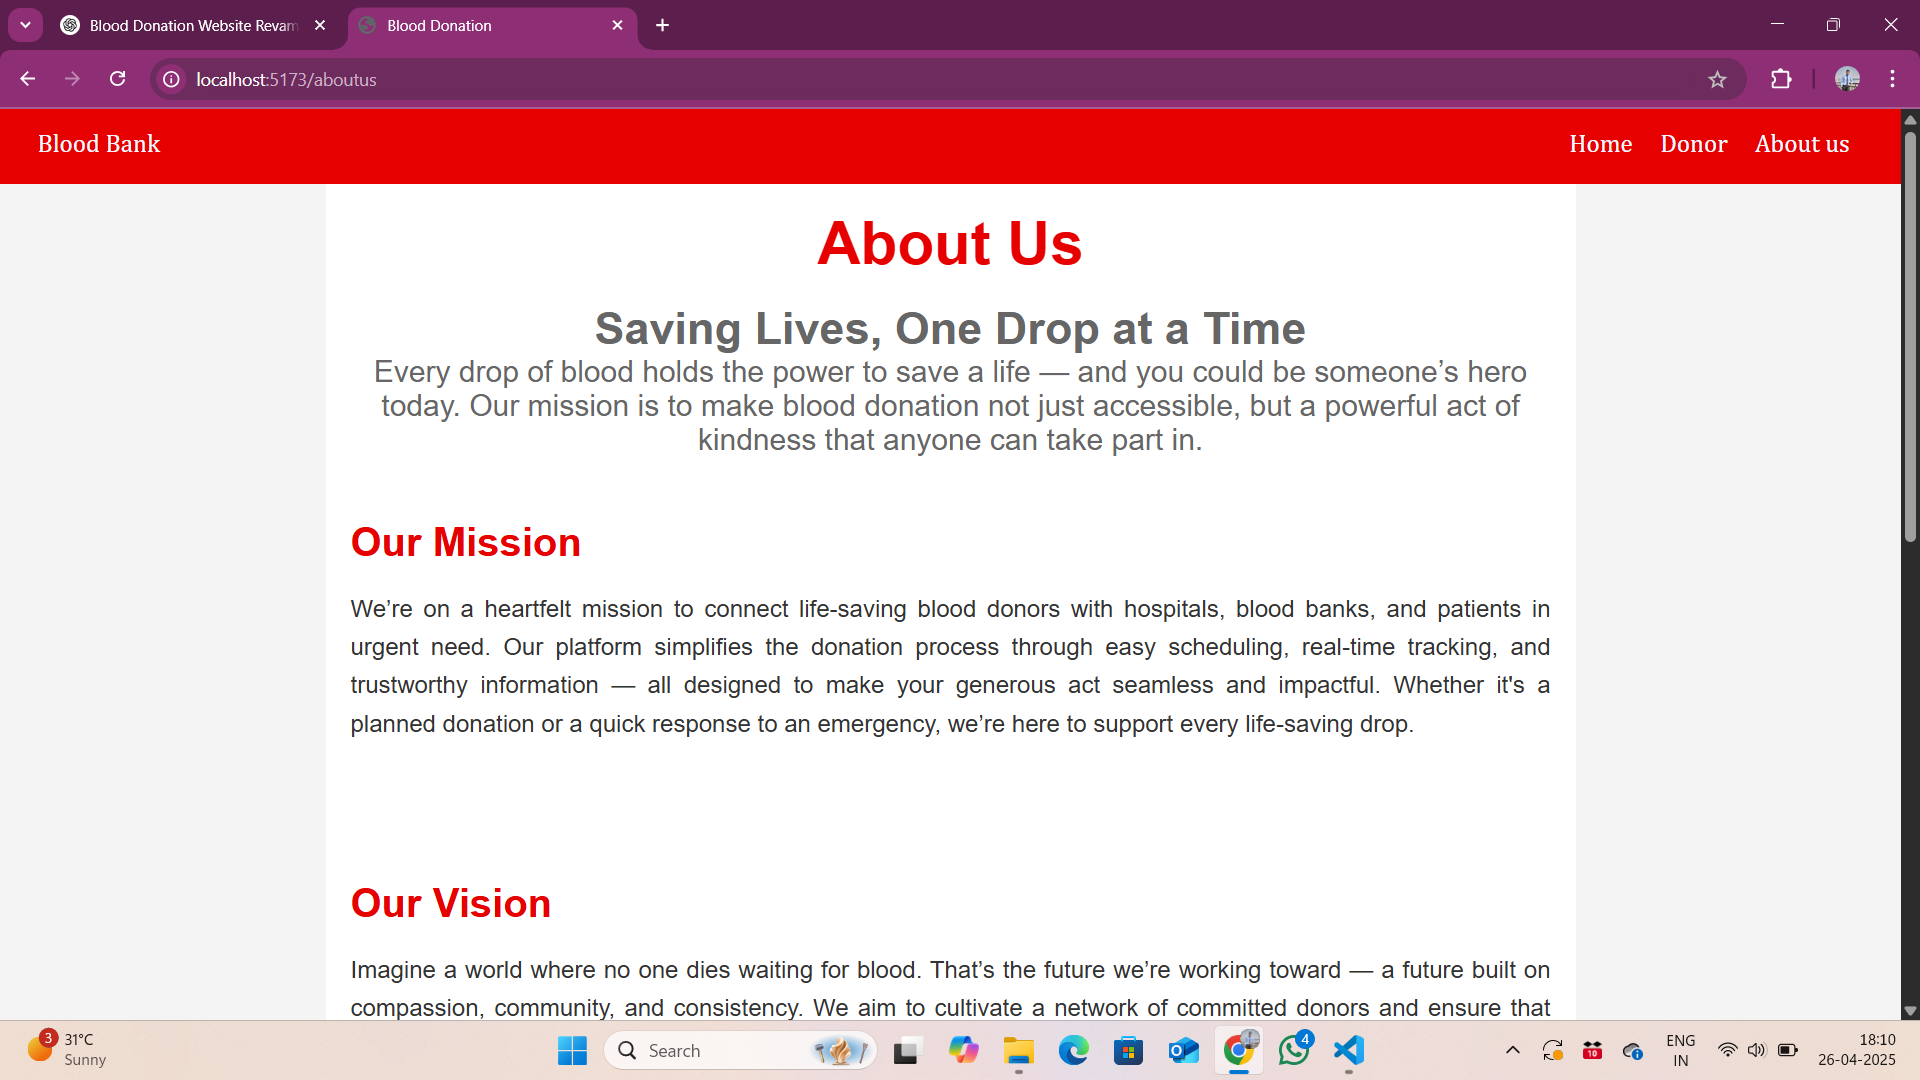 Blood Donation Website Revam
Blood Donation
localhost:5173/aboutus
Blood Bank
Home Donor About us
About Us
Saving Lives, One Drop at a Time
Every drop of blood holds the power to save a life — and you could be someone’s hero
today. Our mission is to make blood donation not just accessible, but a powerful act of
kindness that anyone can take part in.
Our Mission
We’re on a heartfelt mission to connect life-saving blood donors with hospitals, blood banks, and patients in
urgent need. Our platform simplifies the donation process through easy scheduling, real-time tracking, and
trustworthy information — all designed to make your generous act seamless and impactful. Whether it's a
planned donation or a quick response to an emergency, we’re here to support every life-saving drop.
Our Vision
Imagine a world where no one dies waiting for blood. That’s the future we’re working toward — a future built on
compassion, community, and consistency. We aim to cultivate a network of committed donors and ensure that
3
31°C
Sunny
Search
4
10
ENG
IN
18:10
26-04-2025